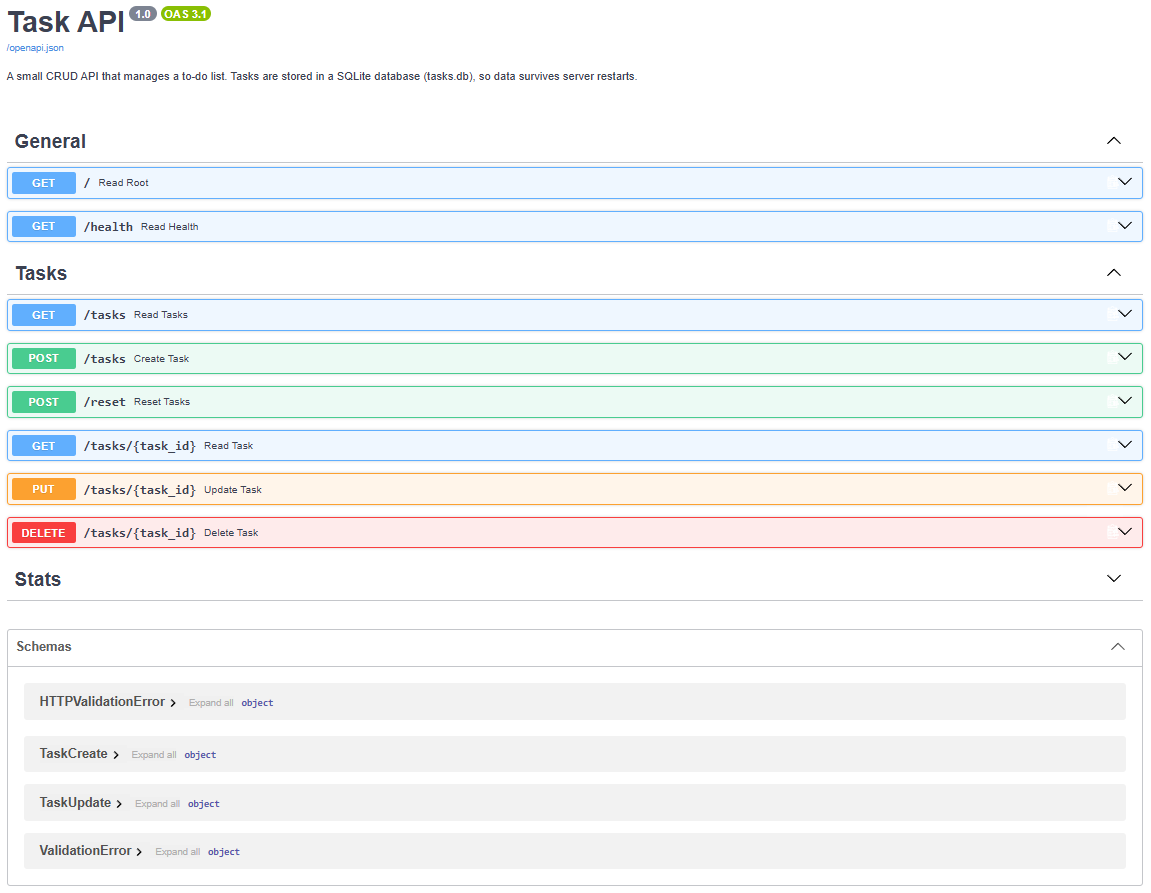 Task API 1.0 OAS 3.1
/openapi.json
A small CRUD API that manages a to-do list. Tasks are stored in a SQLite database (tasks.db), so data survives server restarts.
General
GET / Read Root
GET /health Read Health
Tasks
GET /tasks Read Tasks
POST /tasks Create Task
POST /reset Reset Tasks
GET /tasks/{task_id} Read Task
PUT /tasks/{task_id} Update Task
DELETE /tasks/{task_id} Delete Task
Stats
Schemas
HTTPValidationError Expand all object
TaskCreate Expand all object
TaskUpdate Expand all object
ValidationError Expand all object